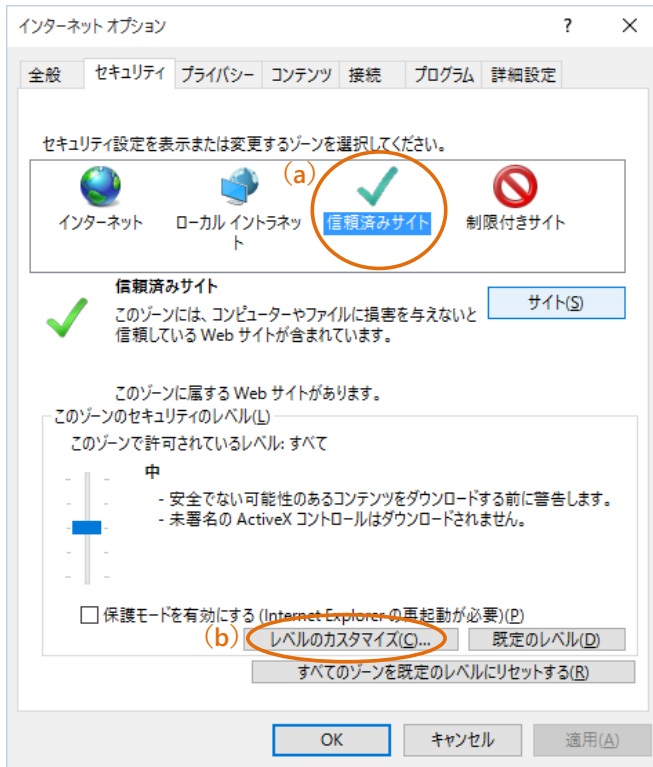 インターネット オプション ? ×
全般 セキュリティ プライバシー コンテンツ 接続 プログラム 詳細設定
セキュリティ設定を表示または変更するゾーンを選択してください。
(a)
インターネット ローカル イントラネッ 信頼済みサイト 制限付きサイト
ト
信頼済みサイト
サイト(S)
このゾーンには、コンピューターやファイルに損害を与えないと
信頼している Web サイトが含まれています。
このゾーンに属する Web サイトがあります。
このゾーンのセキュリティのレベル(L)
このゾーンで許可されているレベル: すべて
中
- 安全でない可能性のあるコンテンツをダウンロードする前に警告します。
- 未署名の ActiveX コントロールはダウンロードされません。
保護モードを有効にする (Internet Explorer の再起動が必要)(P)
(b) レベルのカスタマイズ(C)... 既定のレベル(D)
すべてのゾーンを既定のレベルにリセットする(R)
OK キャンセル 適用(A)